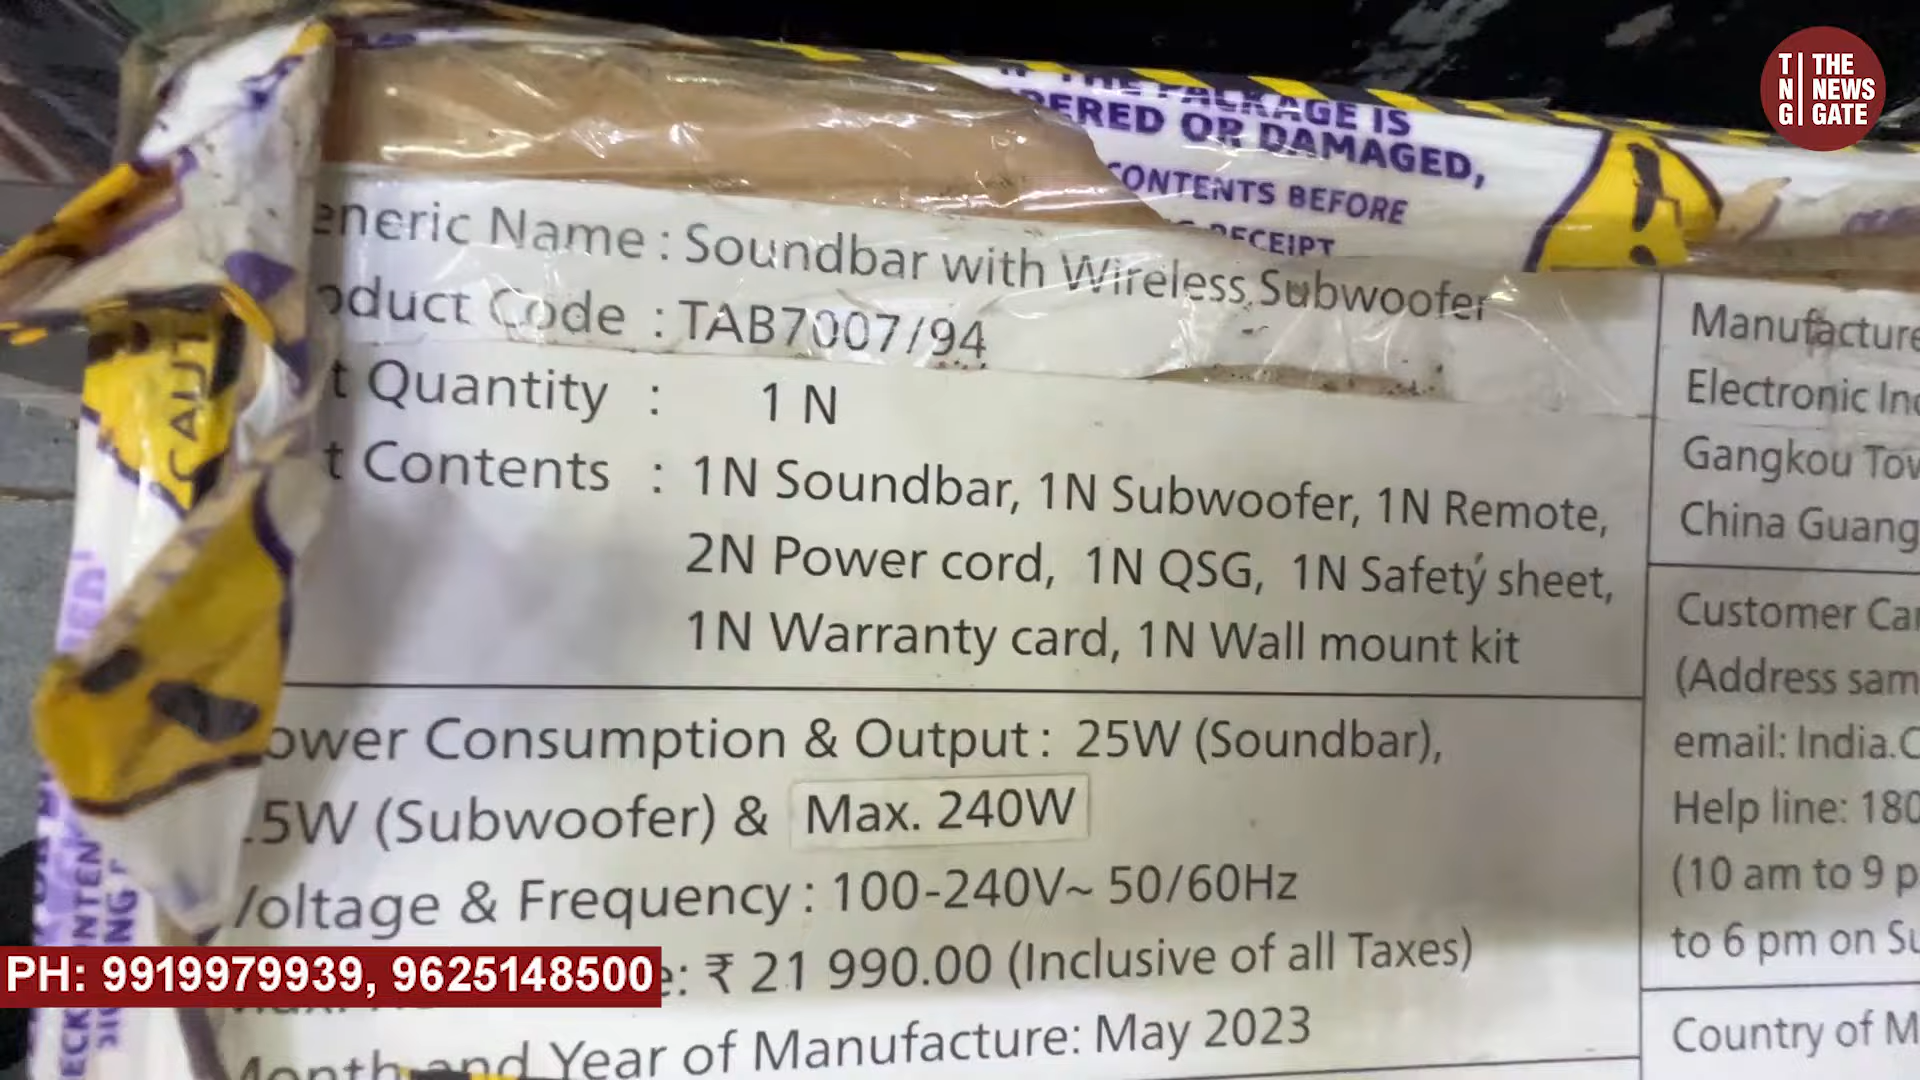 THE PACKAGE IS
ERED OR DAMAGED,
CONTENTS BEFORE
RECEIPT
T N G | THE NEWS GATE
eneric Name : Soundbar with Wireless Subwoofer
oduct Code : TAB7007/94
t Quantity : 1 N
t Contents : 1N Soundbar, 1N Subwoofer, 1N Remote,
2N Power cord, 1N QSG, 1N Safety sheet,
1N Warranty card, 1N Wall mount kit
ower Consumption & Output : 25W (Soundbar),
.5W (Subwoofer) & Max. 240W
Voltage & Frequency : 100-240V~ 50/60Hz
e: ₹ 21 990.00 (Inclusive of all Taxes)
Month and Year of Manufacture: May 2023
Manufacture
Electronic Ind
Gangkou Tow
China Guang
Customer Car
(Address sam
email: India.C
Help line: 180
(10 am to 9 p
to 6 pm on Su
Country of M
CAUT
PH: 9919979939, 9625148500